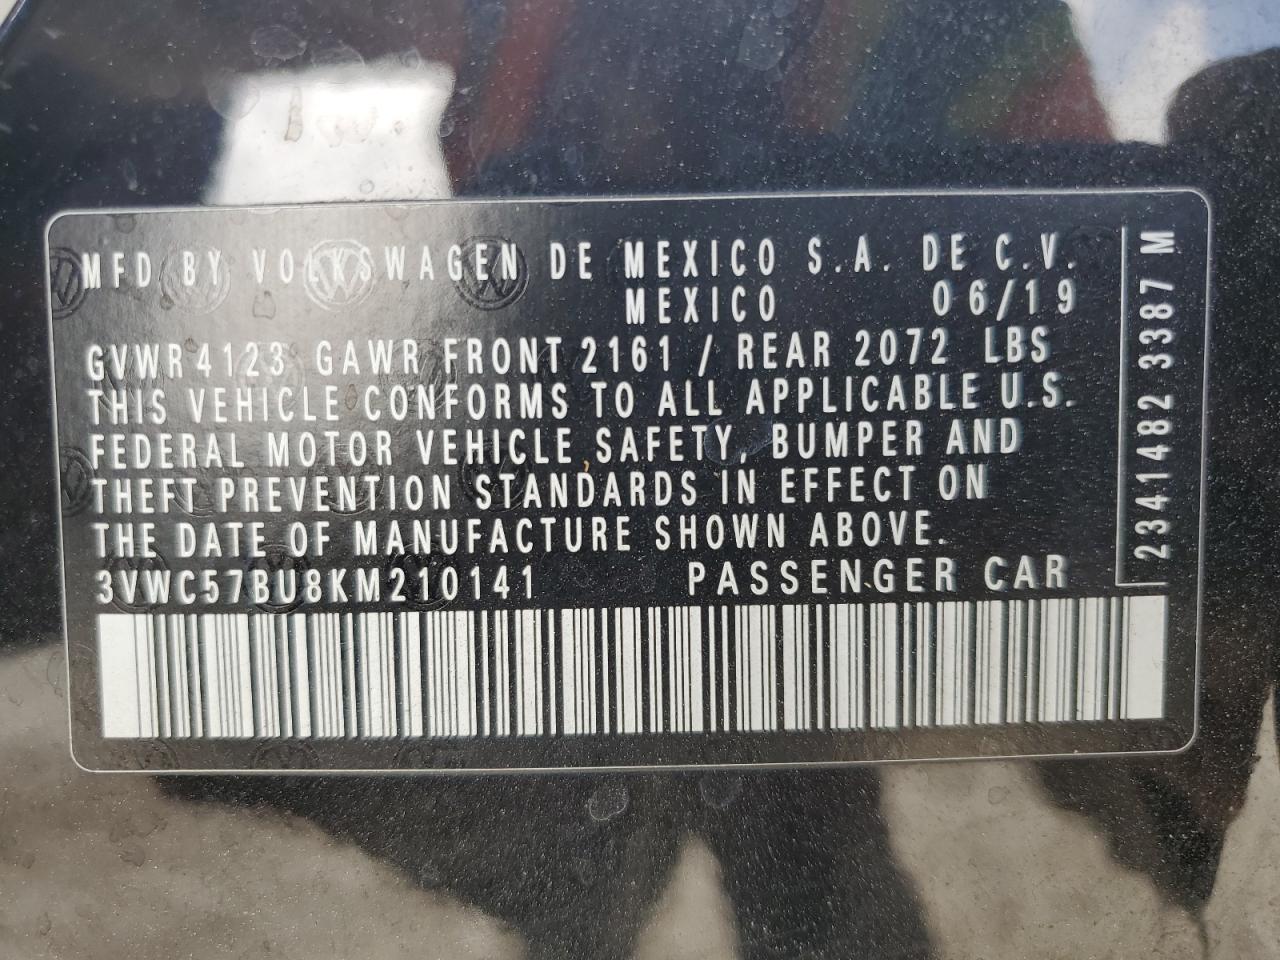 MFD BY VOLKSWAGEN DE MEXICO S.A. DE C.V.
MEXICO 06/19
GVWR 4123 GAWR FRONT 2161 / REAR 2072 LBS
THIS VEHICLE CONFORMS TO ALL APPLICABLE U.S.
FEDERAL MOTOR VEHICLE SAFETY, BUMPER AND
THEFT PREVENTION STANDARDS IN EFFECT ON
THE DATE OF MANUFACTURE SHOWN ABOVE.
3VWC57BU8KM210141 PASSENGER CAR
2341482 3387 M